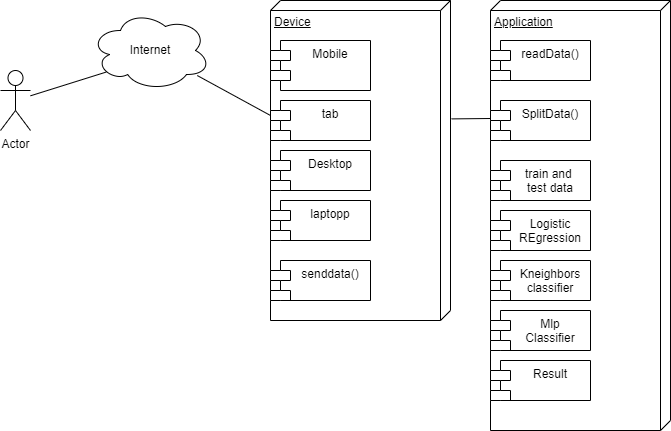 Actor
Internet
Device
Mobile
tab
Desktop
laptopp
senddata()
Application
readData()
SplitData()
train and
test data
Logistic
REgression
Kneighbors
classifier
Mlp
Classifier
Result